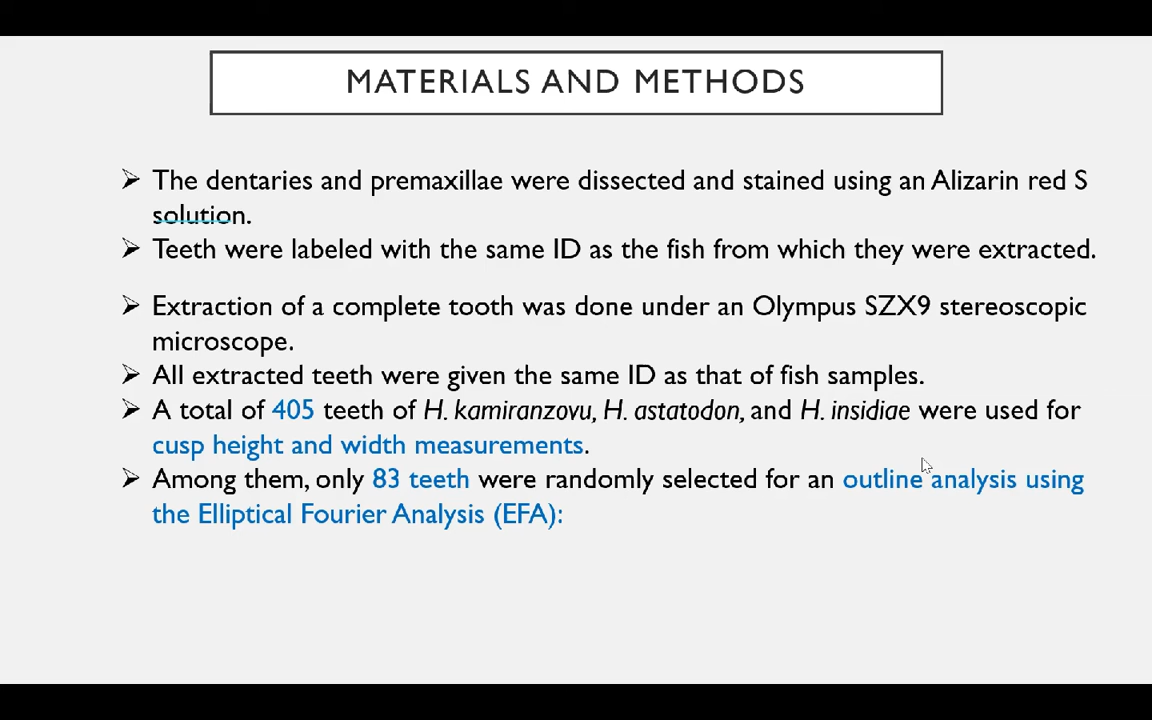 MATERIALS AND METHODS
➢ The dentaries and premaxillae were dissected and stained using an Alizarin red S
solution.
➢ Teeth were labeled with the same ID as the fish from which they were extracted.
➢ Extraction of a complete tooth was done under an Olympus SZX9 stereoscopic
microscope.
➢ All extracted teeth were given the same ID as that of fish samples.
➢ A total of 405 teeth of H. kamiranzovu, H. astatodon, and H. insidiae were used for
cusp height and width measurements.
➢ Among them, only 83 teeth were randomly selected for an outline analysis using
the Elliptical Fourier Analysis (EFA):